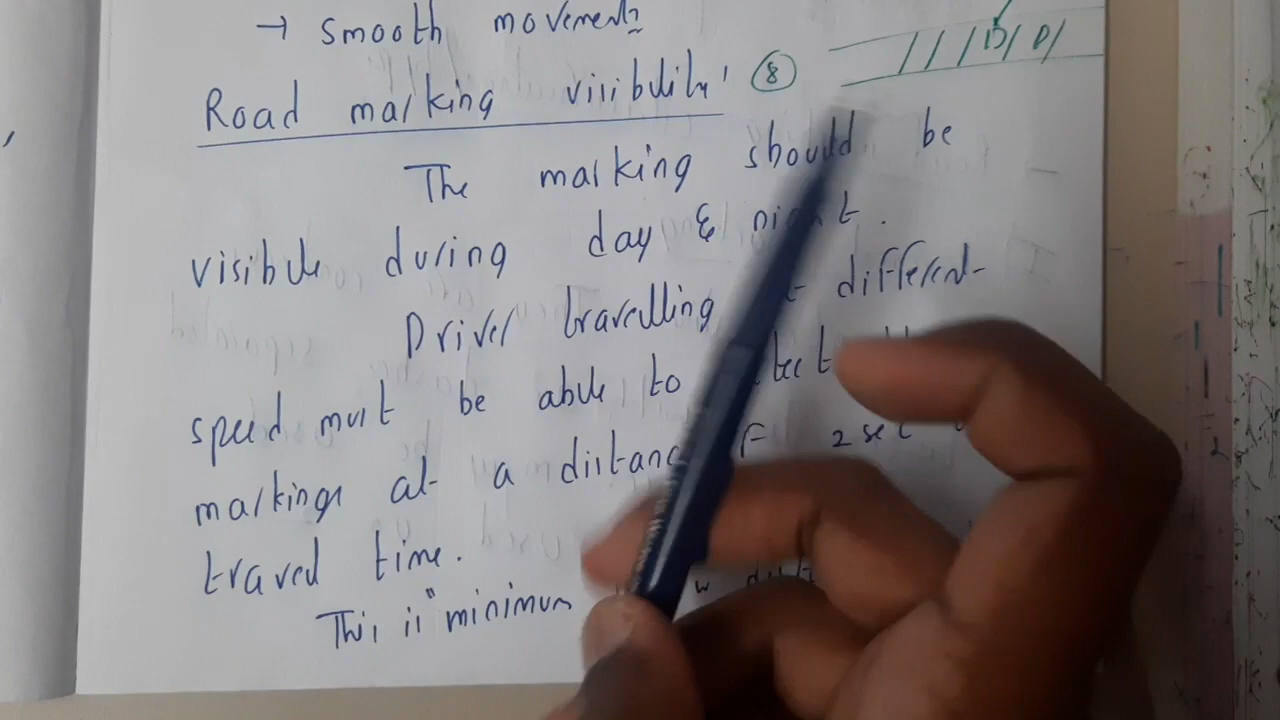 → smooth movement
Road marking visibility 8
The marking should be
visible during day & night.
Driver travelling different
speed must be able to
markings at a distance 2 sec
travel time.
This is "minimum